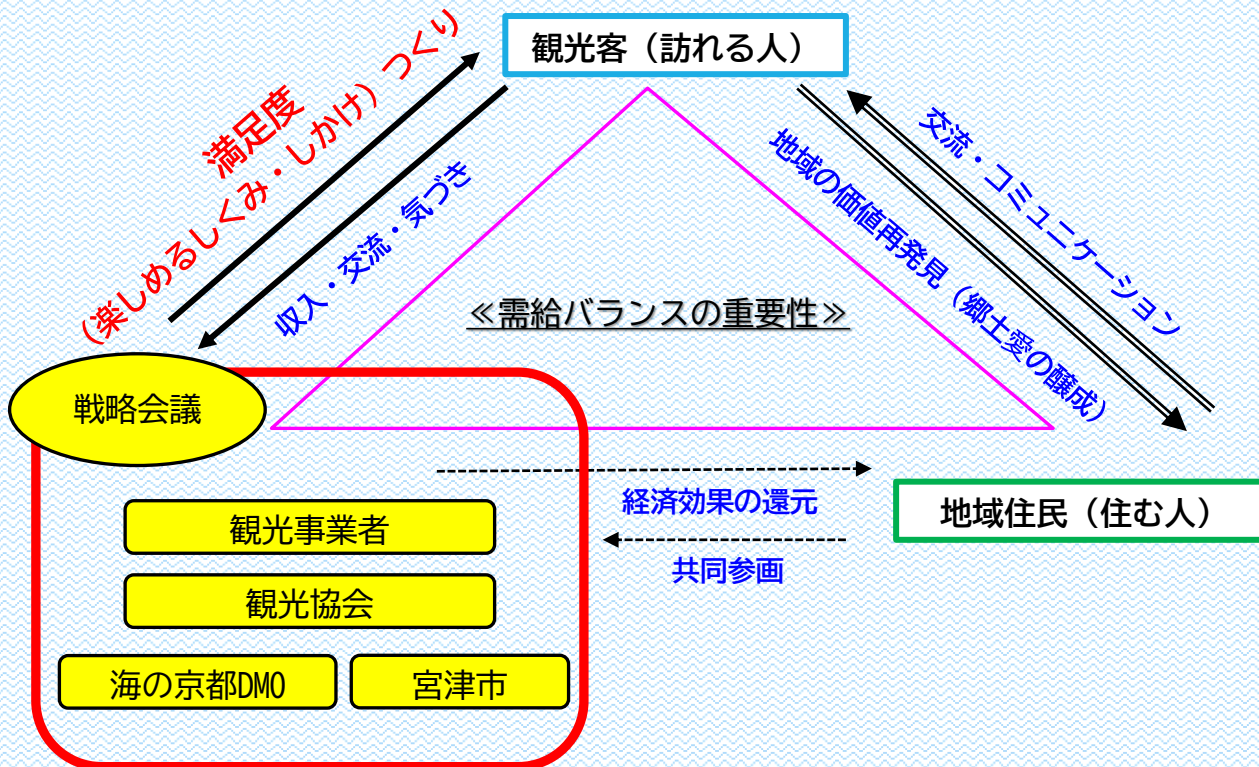 観光客（訪れる人）
満足度
（楽しめるしくみ・しかけ）つくり
収入・交流・気づき
交流・コミュニケーション
地域の価値再発見（郷土愛の醸成）
≪需給バランスの重要性≫
戦略会議
観光事業者
観光協会
海の京都DMO
宮津市
経済効果の還元
共同参画
地域住民（住む人）